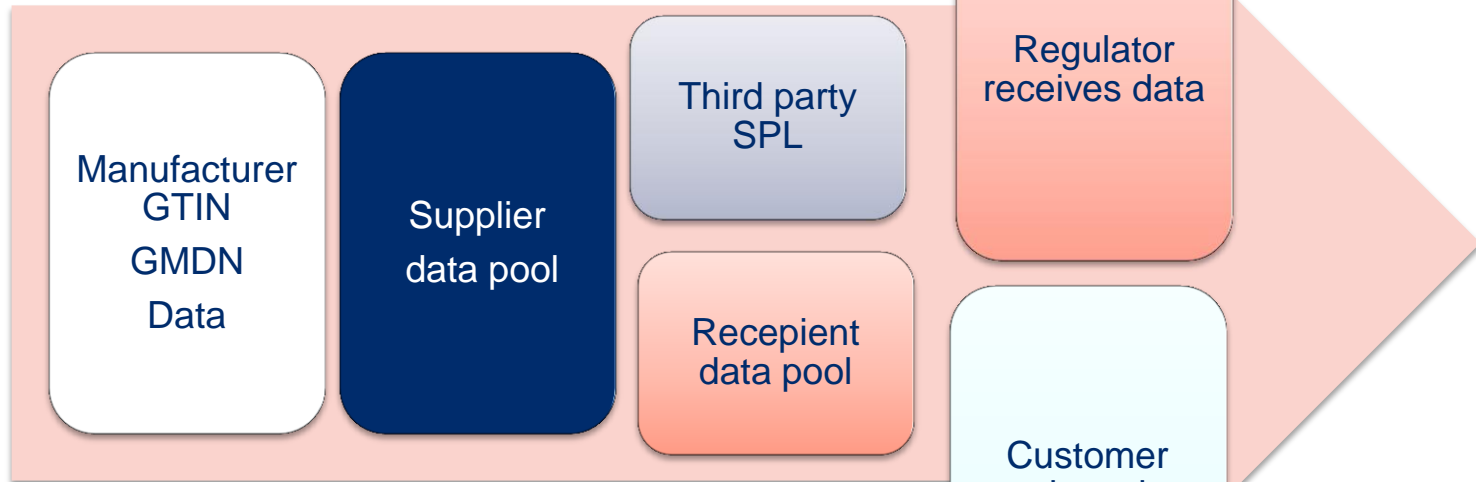 Manufacturer
GTIN
GMDN
Data
Supplier
data pool
Third party
SPL
Recepient
data pool
Regulator
receives data
Customer